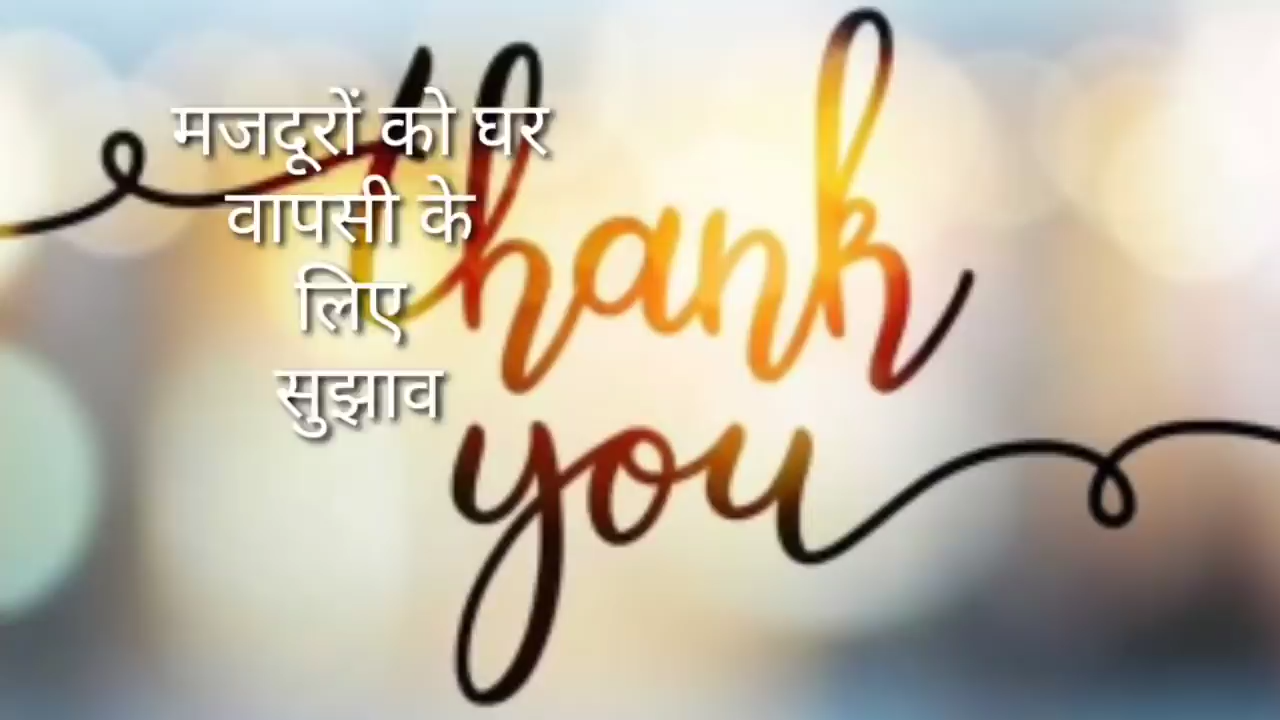 thank
you
मजदूरों को घर
वापसी के
लिए
सुझाव